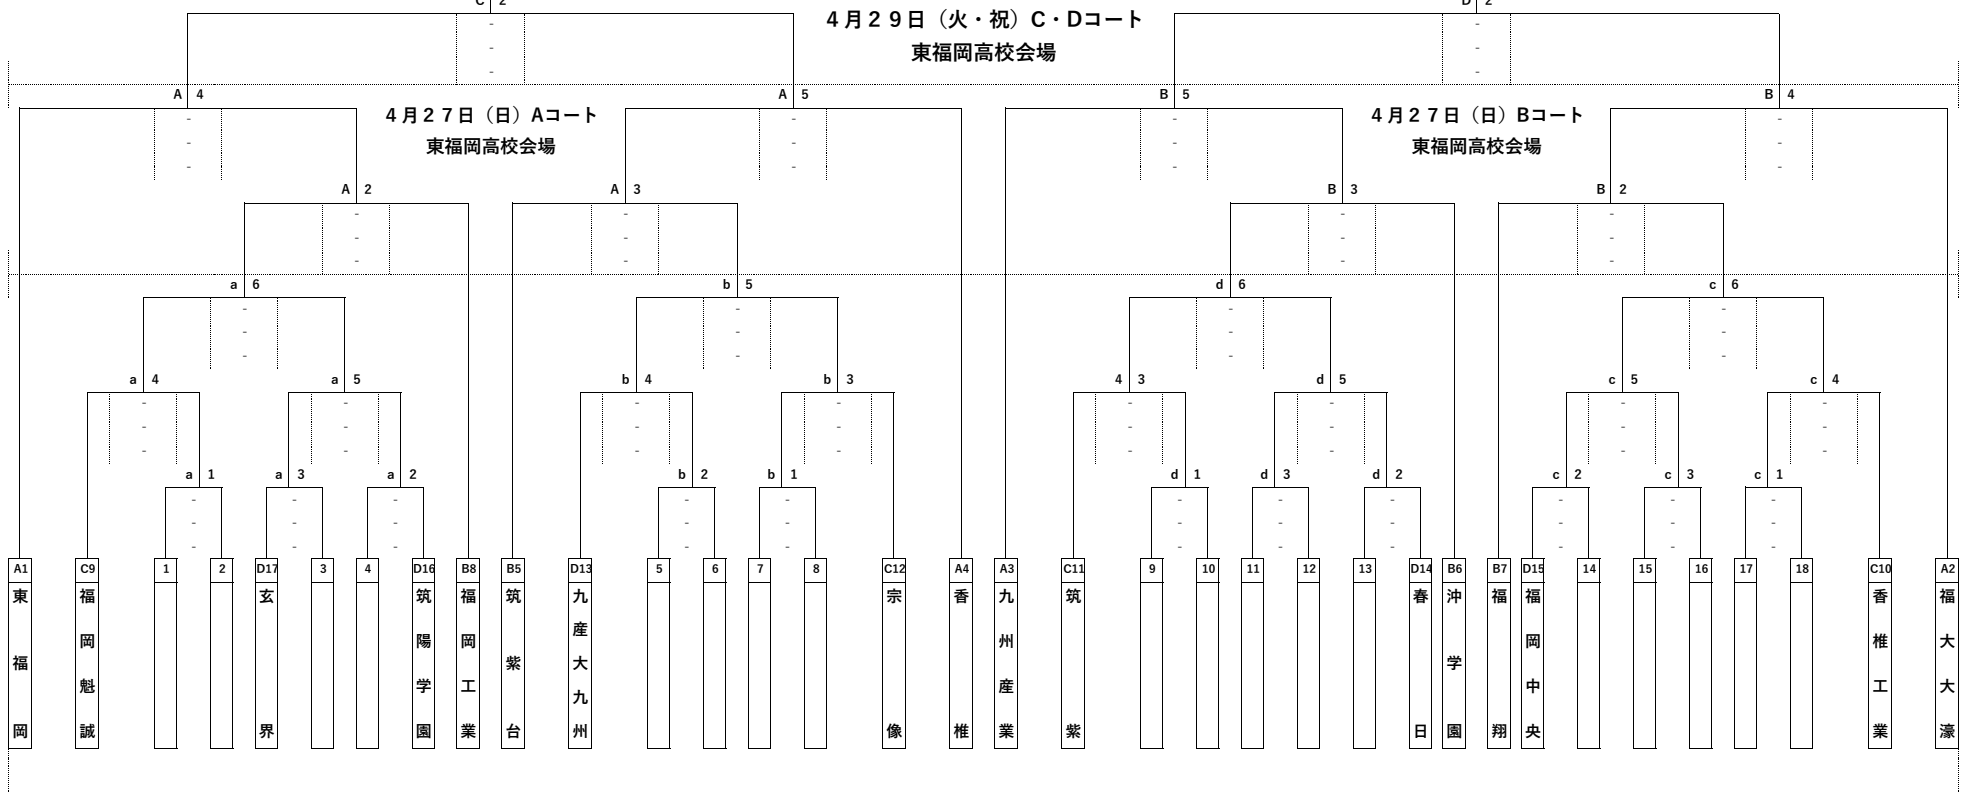 C 2
D 2
４月２９日（火・祝）C・Dコート
東福岡高校会場
- -
- -
- -
A 4
A 5
B 5
B 4
４月２７日（日）Aコート
東福岡高校会場
４月２７日（日）Bコート
東福岡高校会場
- - - -
- - - -
- - - -
A 2
A 3
B 3
B 2
- - - -
- - - -
- - - -
a 6
b 5
d 6
c 6
- - - -
- - - -
- - - -
a 4
a 5
b 4
b 3
4 3
d 5
c 5
c 4
- - - - - - - -
- - - - - - - -
- - - - - - - -
a 1
a 3
a 2
b 2
b 1
d 1
d 3
d 2
c 2
c 3
c 1
- - - - - - - - - - -
- - - - - - - - - - -
- - - - - - - - - - -
A1 東福岡
C9 福岡魁誠
1
2
D17 玄界
3
4
D16 筑陽学園
B8 福岡工業
B5 筑紫台
D13 九産大九州
5
6
7
8
C12 宗像
A4 香椎
A3 九州産業
C11 筑紫
9
10
11
12
13
D14 春日
B6 沖学園
B7 福翔
D15 福岡中央
14
15
16
17
18
C10 香椎工業
A2 福大大濠